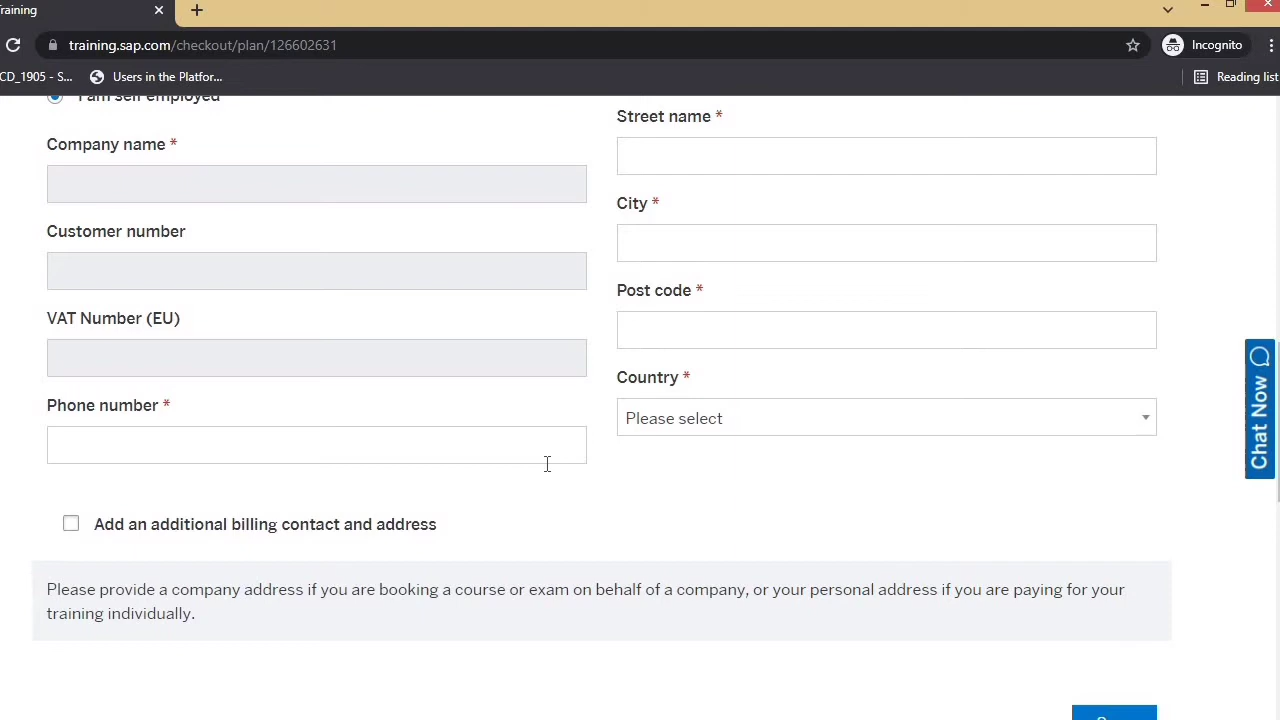 Training
training.sap.com/checkout/plan/126602631
Incognito
CD_1905 - S...
Users in the Platfor...
Reading list
I am self employed
Company name *
Customer number
VAT Number (EU)
Phone number *
Street name *
City *
Post code *
Country *
Please select
Chat Now
Add an additional billing contact and address
Please provide a company address if you are booking a course or exam on behalf of a company, or your personal address if you are paying for your
training individually.